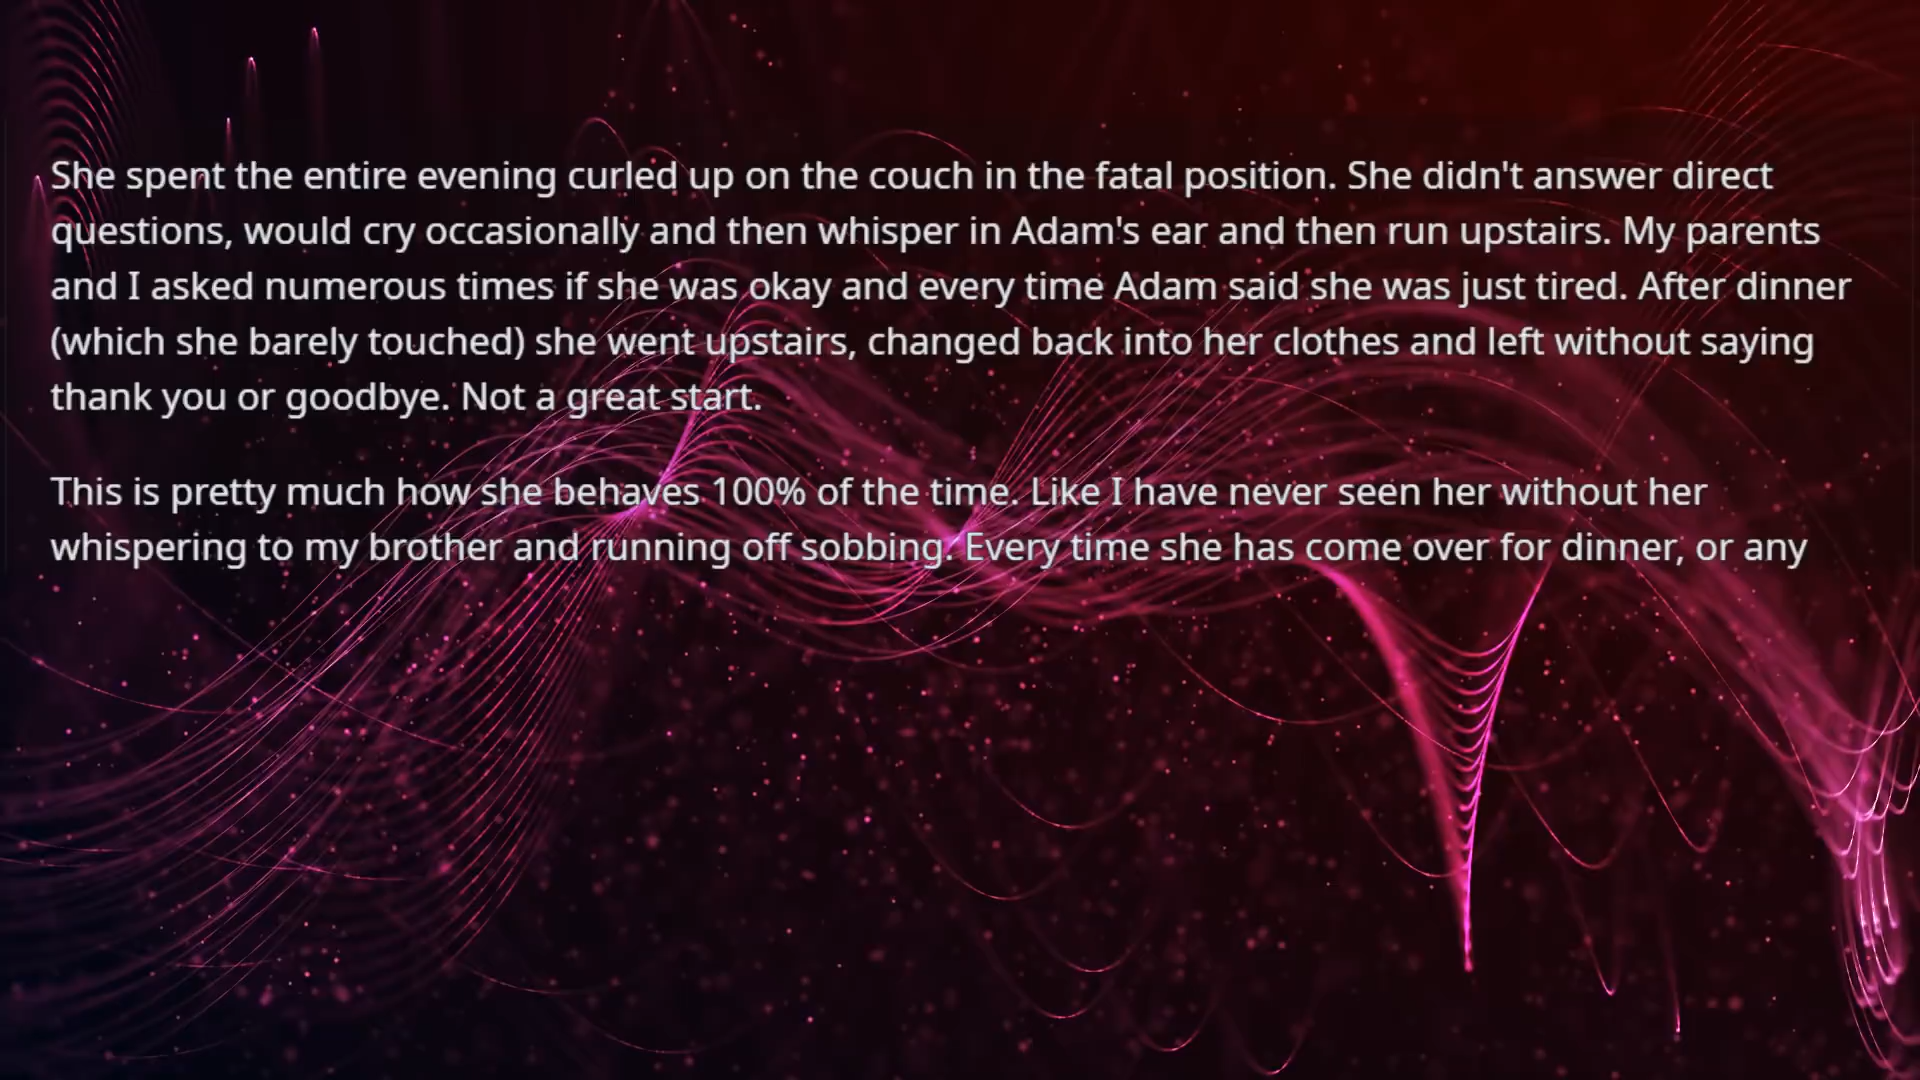 She spent the entire evening curled up on the couch in the fatal position. She didn't answer direct
questions, would cry occasionally and then whisper in Adam's ear and then run upstairs. My parents
and I asked numerous times if she was okay and every time Adam said she was just tired. After dinner
(which she barely touched) she went upstairs, changed back into her clothes and left without saying
thank you or goodbye. Not a great start.
This is pretty much how she behaves 100% of the time. Like I have never seen her without her
whispering to my brother and running off sobbing. Every time she has come over for dinner, or any